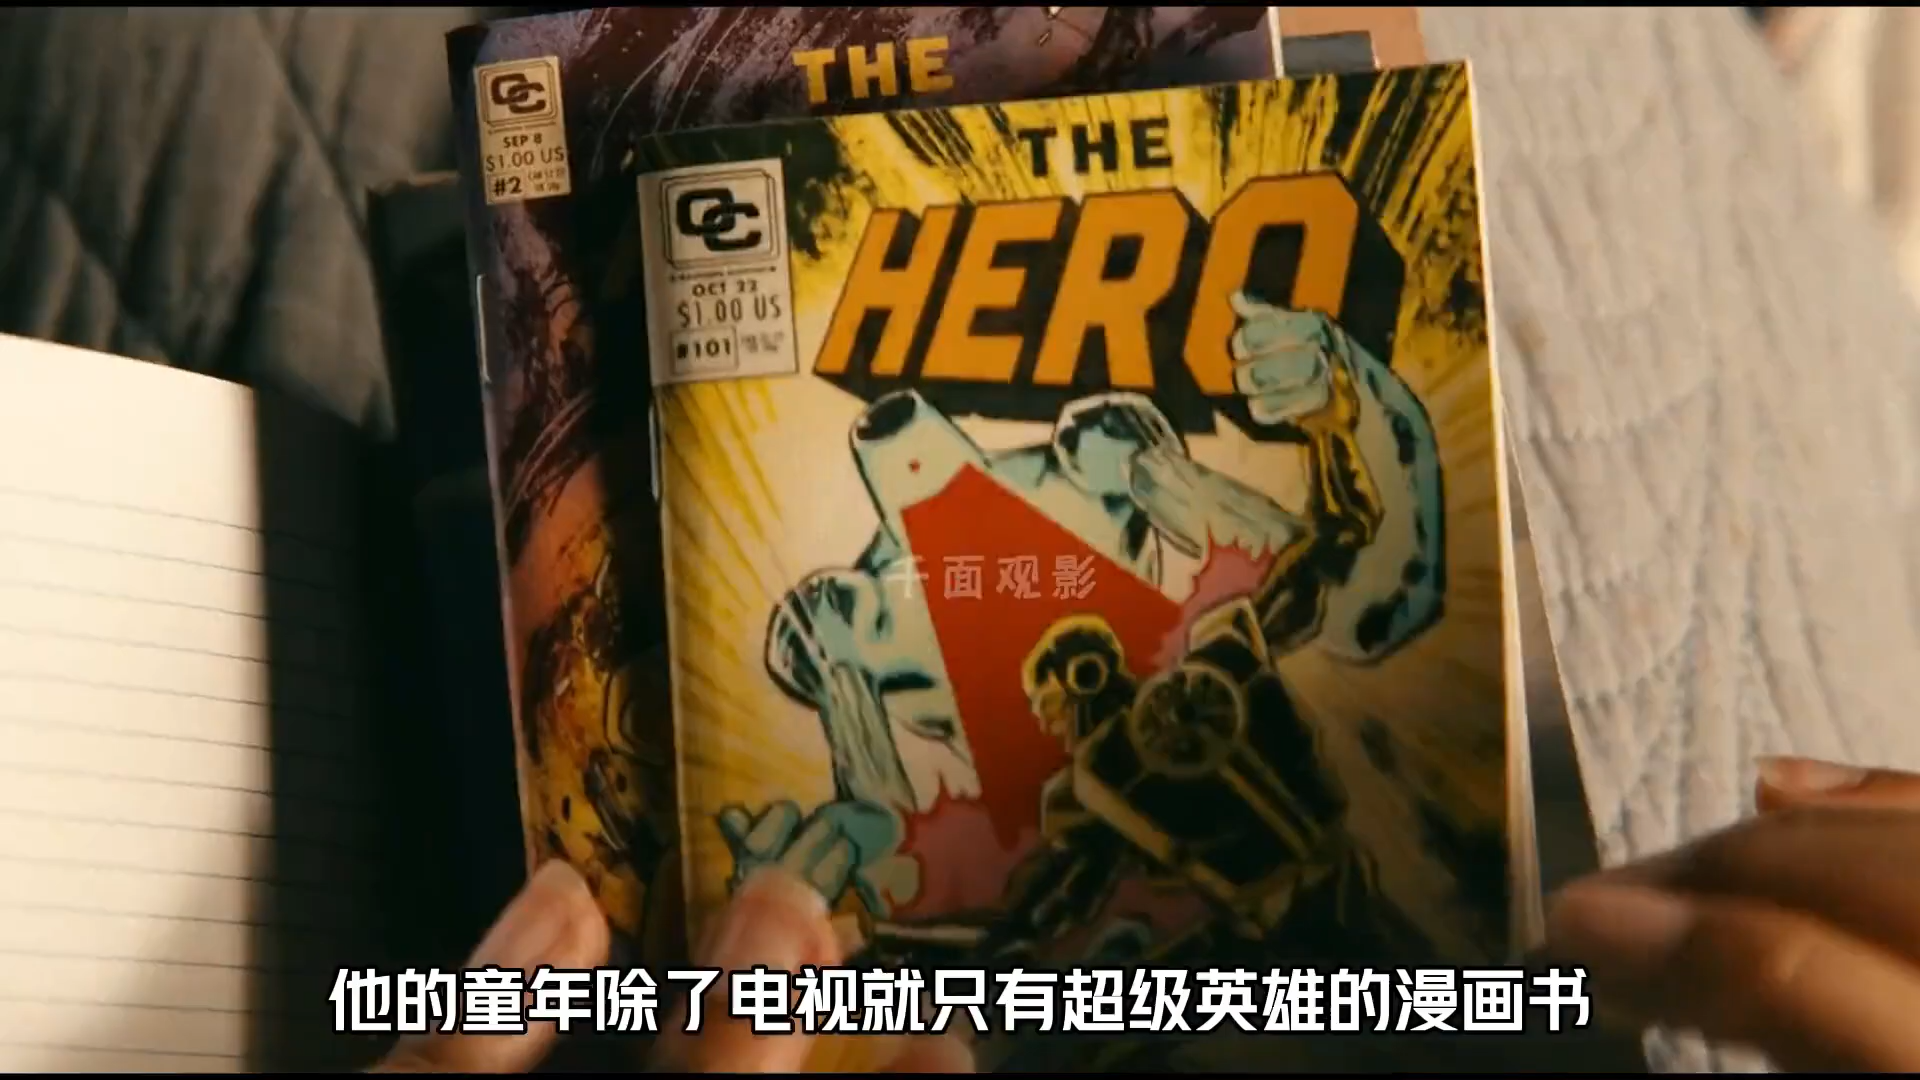 THE
CC
SEP 8
$1.00 US
#2
THE
HERO
CC
OCT 22
$1.00 US
#101
千面观影
他的童年除了电视就只有超级英雄的漫画书